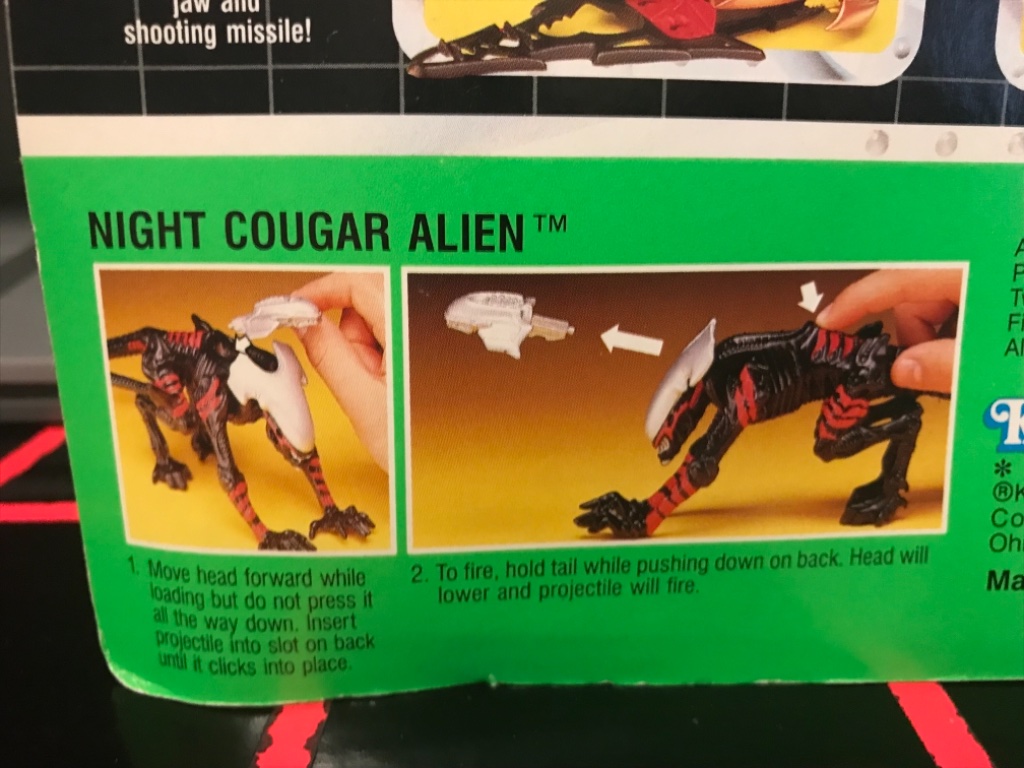 jaw and
shooting missile!
NIGHT COUGAR ALIEN™
1. Move head forward while
loading but do not press it
all the way down. Insert
projectile into slot on back
until it clicks into place.
2. To fire, hold tail while pushing down on back. Head will
lower and projectile will fire.
*